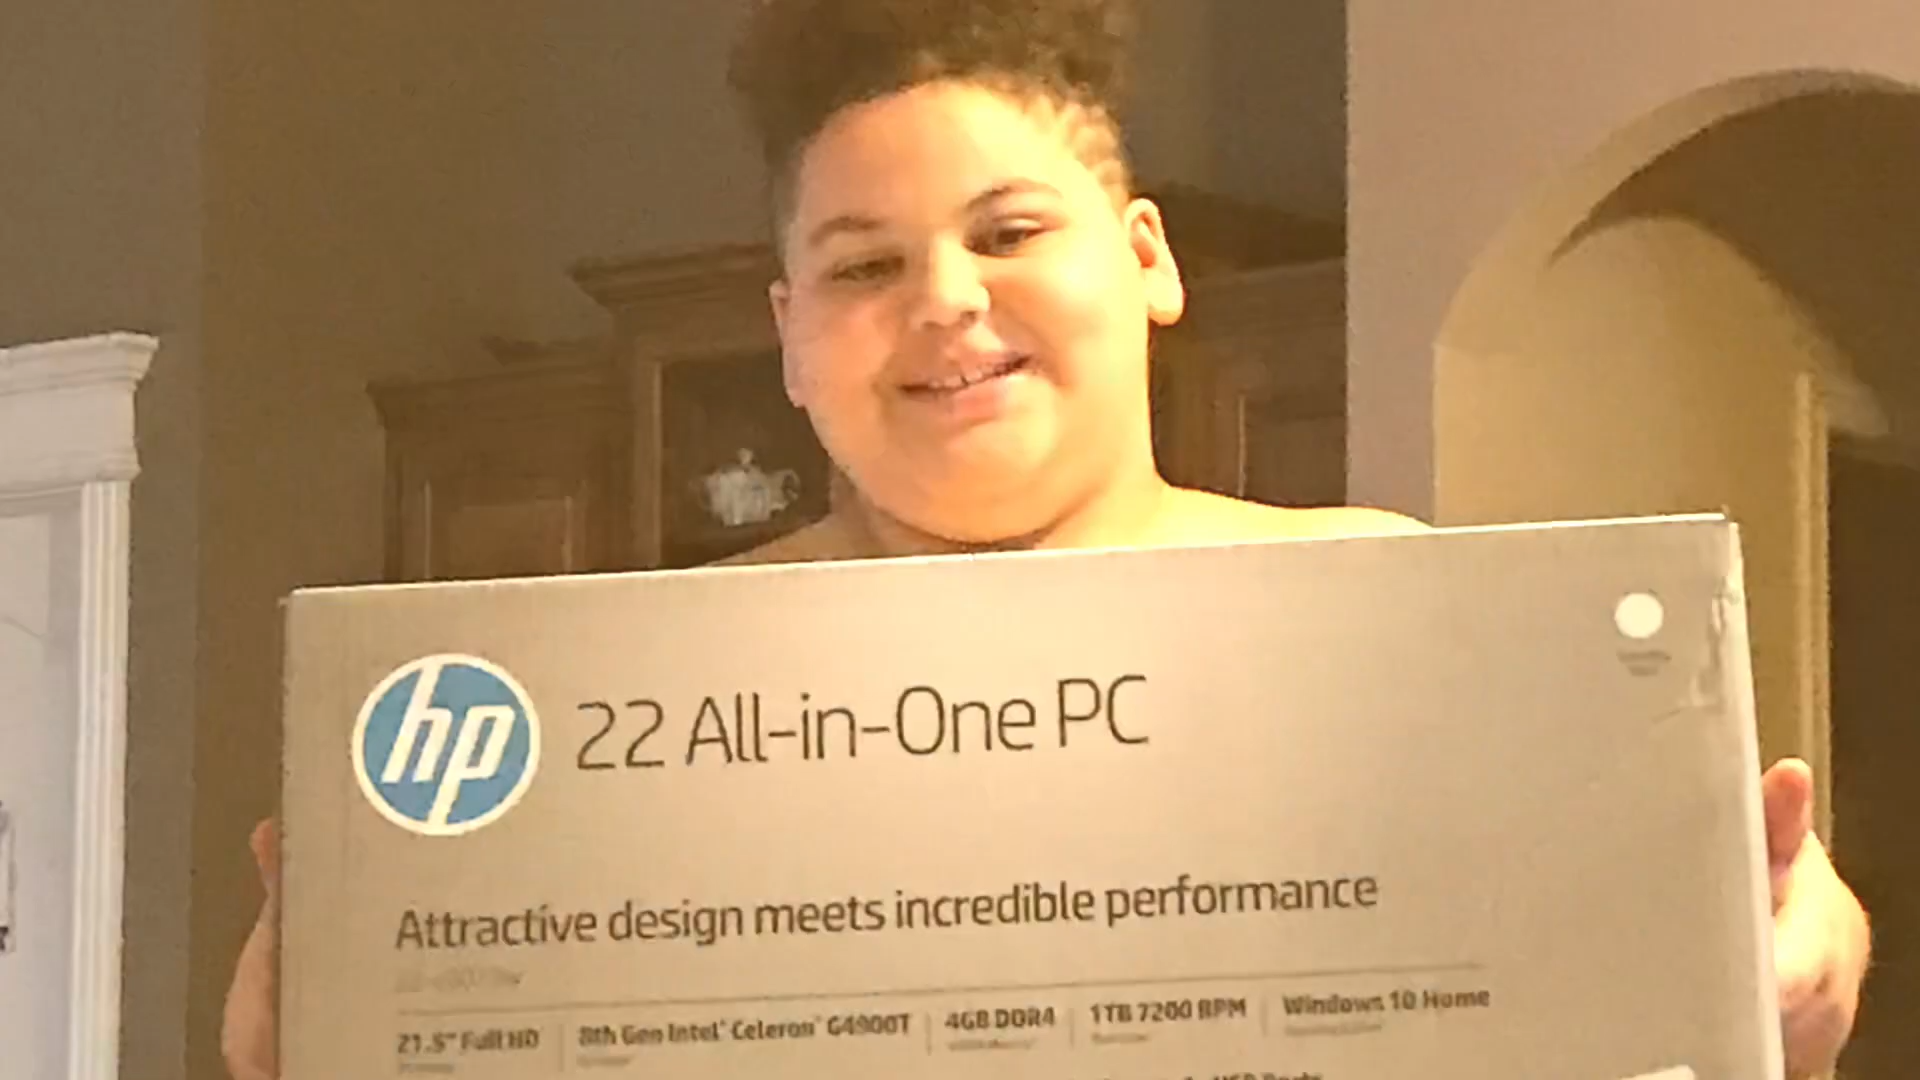 hp
22 All-in-One PC
Attractive design meets incredible performance
21.5" Full HD 8th Gen Intel® Celeron® G4900T 4GB DDR4 1TB 7200 RPM Windows 10 Home